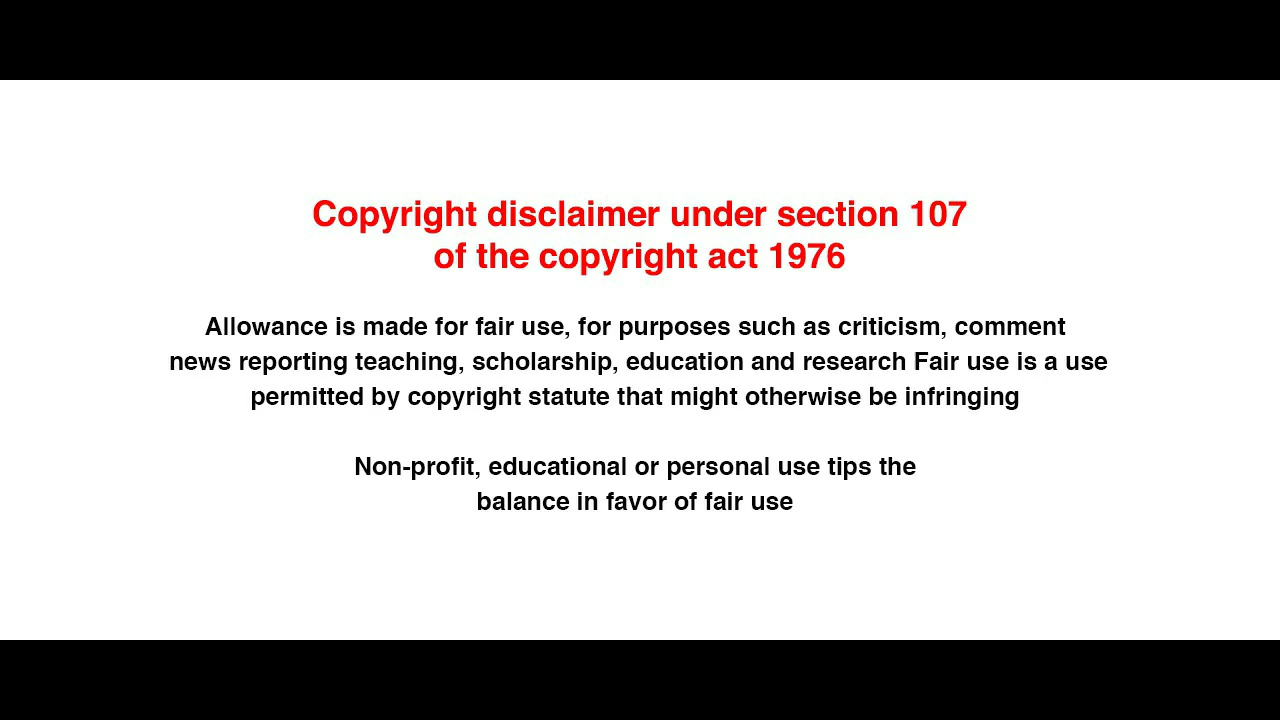 Copyright disclaimer under section 107
of the copyright act 1976
Allowance is made for fair use, for purposes such as criticism, comment
news reporting teaching, scholarship, education and research Fair use is a use
permitted by copyright statute that might otherwise be infringing
Non-profit, educational or personal use tips the
balance in favor of fair use